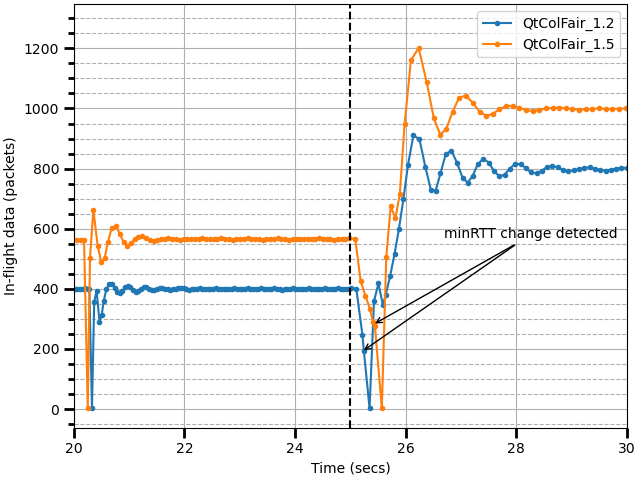 QtColFair_1.2
QtColFair_1.5
minRTT change detected
In-flight data (packets)
1200
1000
800
600
400
200
0
20
22
24
26
28
30
Time (secs)